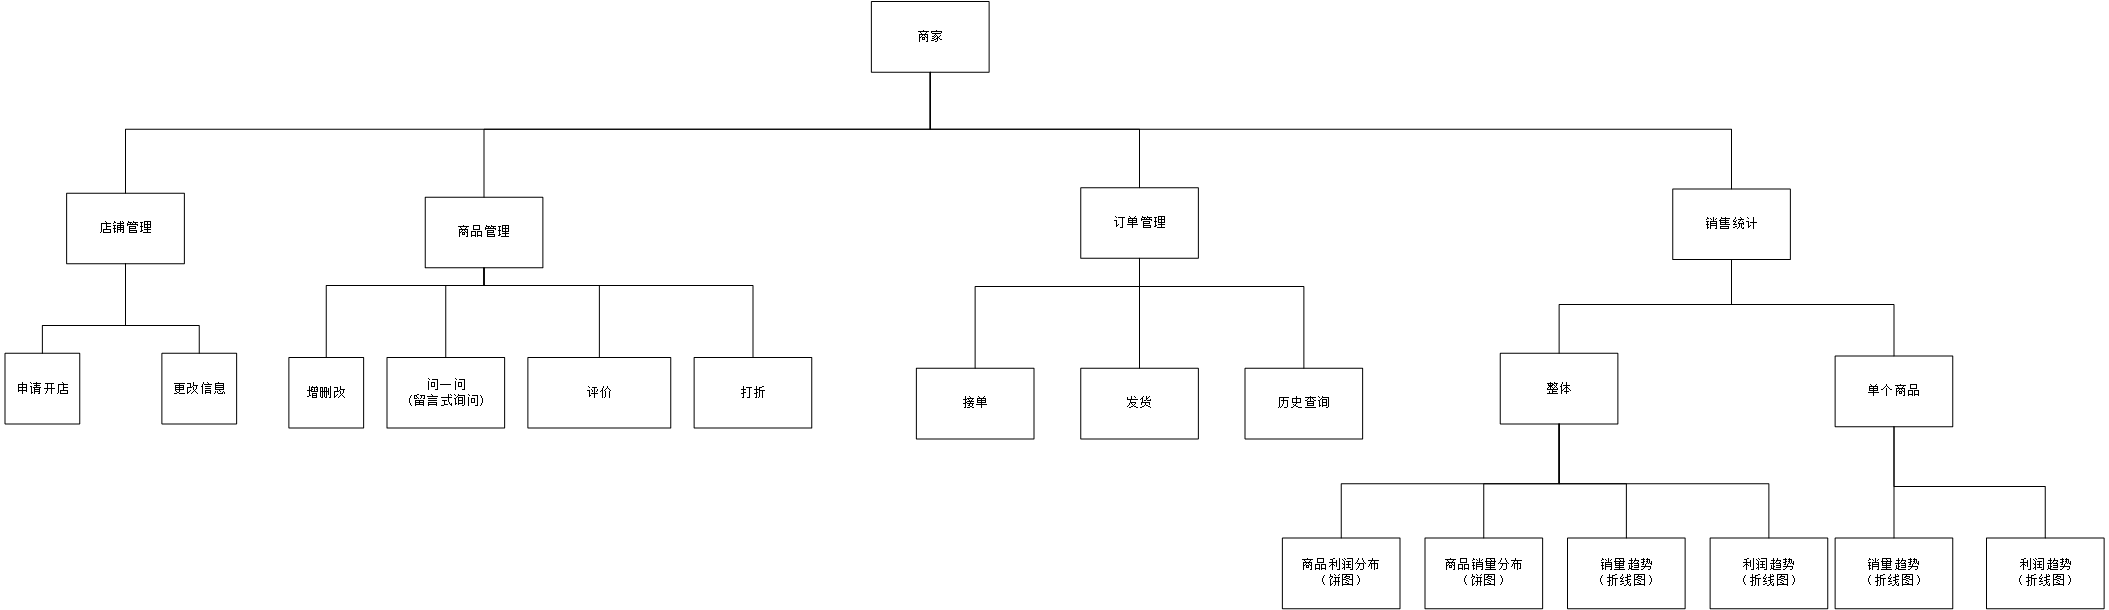 商家
店铺管理
商品管理
订单管理
销售统计
申请开店
更改信息
增删改
问一问
(留言式询问)
评价
打折
接单
发货
历史查询
整体
单个商品
商品利润分布
（饼图）
商品销量分布
（饼图）
销量趋势
（折线图）
利润趋势
（折线图）
销量趋势
（折线图）
利润趋势
（折线图）